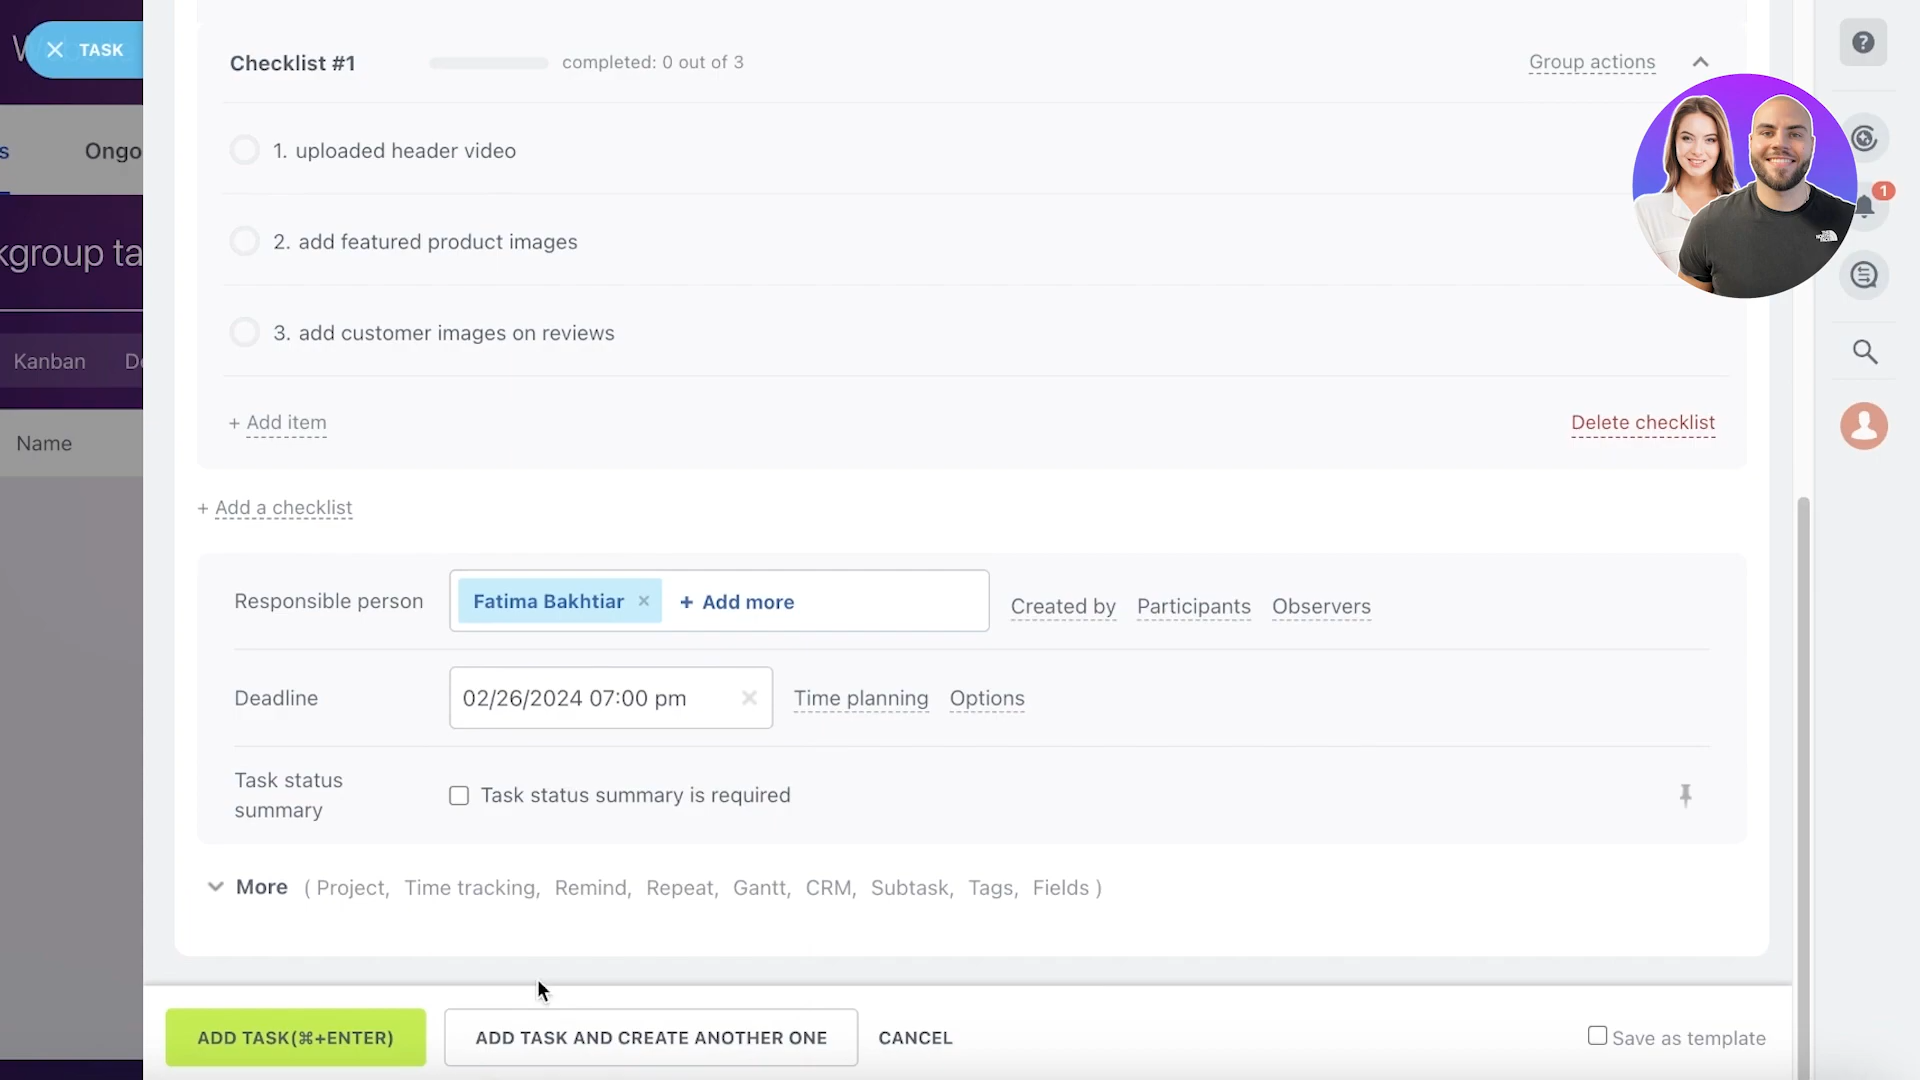 TASK
Checklist #1
completed: 0 out of 3
Group actions
Ongo
1. uploaded header video
1
kgroup ta
2. add featured product images
3. add customer images on reviews
Kanban
+ Add item
Delete checklist
Name
+ Add a checklist
Responsible person
Fatima Bakhtiar
+ Add more
Created by
Participants
Observers
Deadline
02/26/2024 07:00 pm
Time planning
Options
Task status
summary
Task status summary is required
More ( Project, Time tracking, Remind, Repeat, Gantt, CRM, Subtask, Tags, Fields )
ADD TASK(⌘+ENTER)
ADD TASK AND CREATE ANOTHER ONE
CANCEL
Save as template